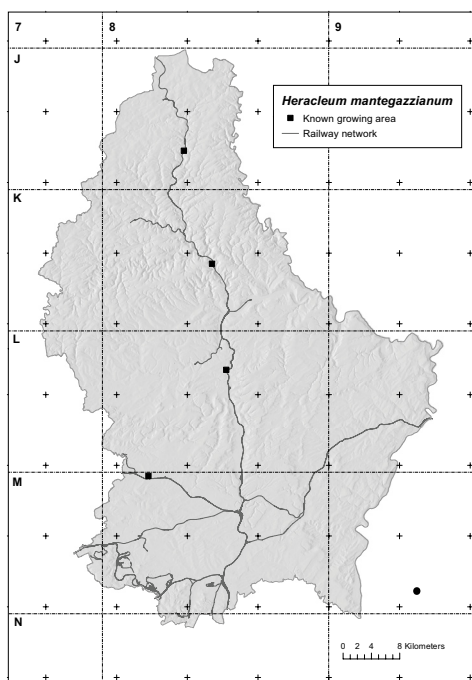 7 8 9
J
Heracleum mantegazzianum
Known growing area
Railway network
K
L
M
N
0 2 4 8 Kilometers